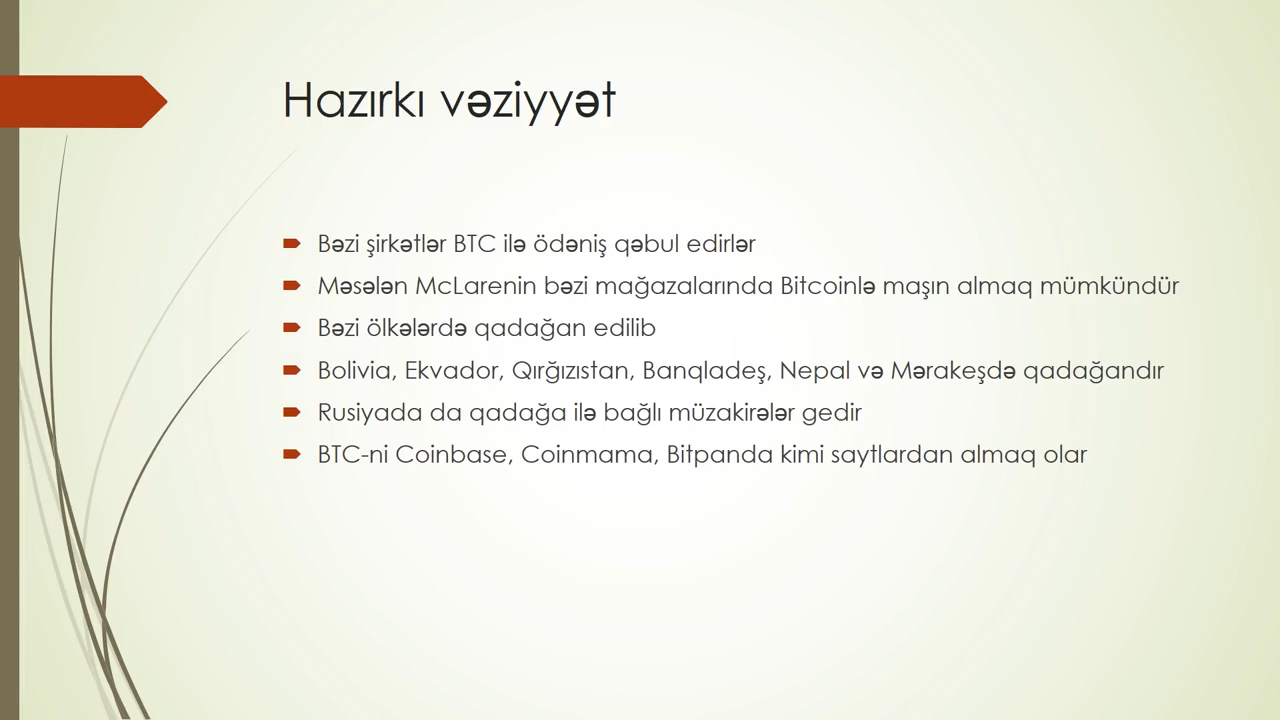 Hazırkı vəziyyət
Bəzi şirkətlər BTC ilə ödəniş qəbul edirlər
Məsələn McLarenin bəzi mağazalarında Bitcoinlə maşın almaq mümkündür
Bəzi ölkələrdə qadağan edilib
Bolivia, Ekvador, Qırğızıstan, Banqladeş, Nepal və Mərakeşdə qadağandır
Rusiyada da qadağa ilə bağlı müzakirələr gedir
BTC-ni Coinbase, Coinmama, Bitpanda kimi saytlardan almaq olar